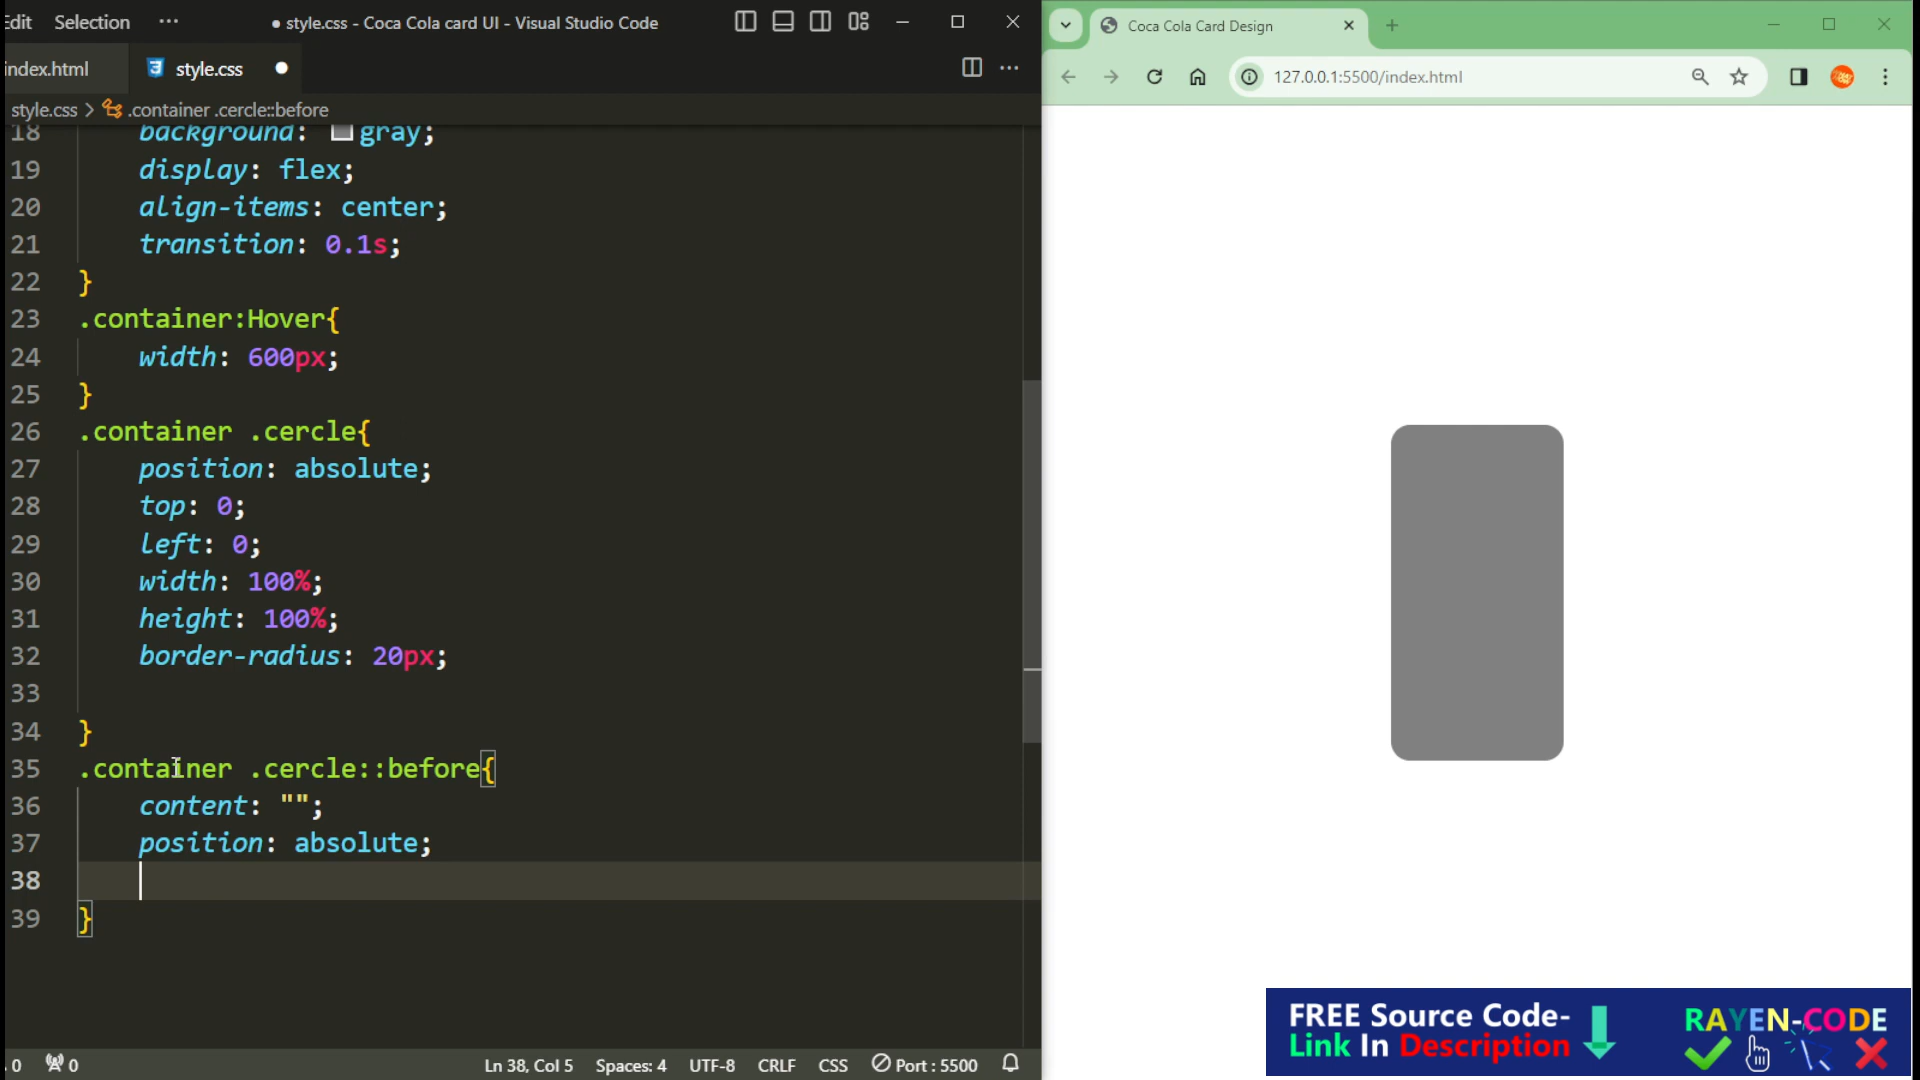 Edit Selection ··· ● style.css - Coca Cola card UI - Visual Studio Code
index.html style.css ●
style.css > .container .cercle::before
18 background: gray;
19 display: flex;
20 align-items: center;
21 transition: 0.1s;
22 }
23 .container:Hover{
24 width: 600px;
25 }
26 .container .cercle{
27 position: absolute;
28 top: 0;
29 left: 0;
30 width: 100%;
31 height: 100%;
32 border-radius: 20px;
33
34 }
35 .container .cercle::before{
36 content: "";
37 position: absolute;
38
39 }
0 0 Ln 38, Col 5 Spaces: 4 UTF-8 CRLF CSS Port : 5500
Coca Cola Card Design
127.0.0.1:5500/index.html
FREE Source Code-
Link In Description
RAYEN-CODE